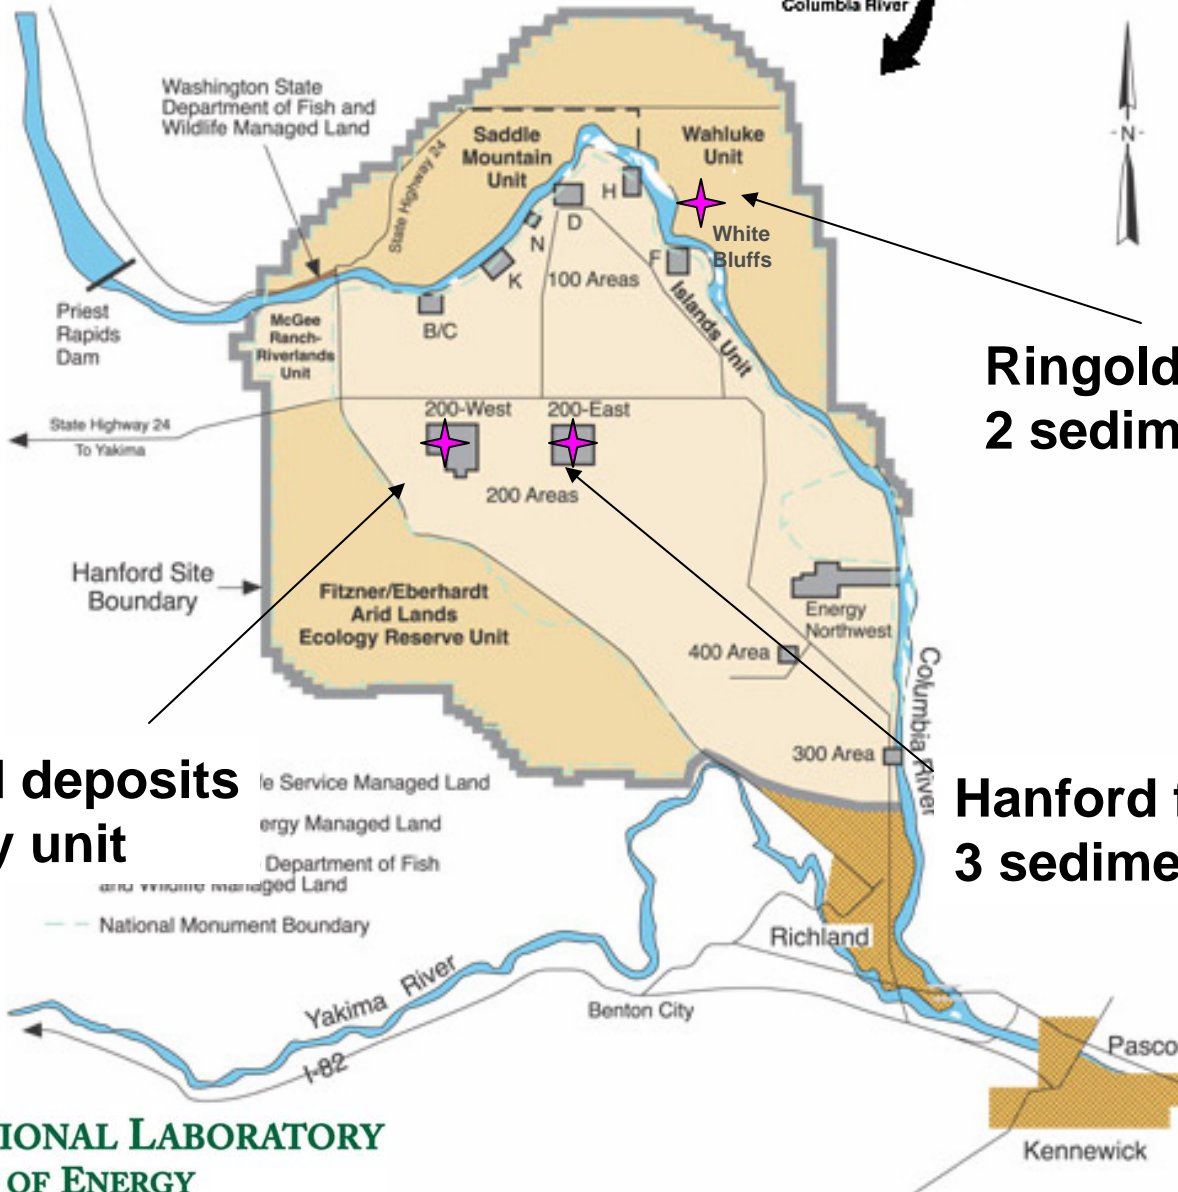 Columbia River
Washington State
Department of Fish and
Wildlife Managed Land
State Highway 24
Saddle
Mountain
Unit
Wahluke
Unit
-N-
H
D
N
K
White
Bluffs
F
100 Areas
Islands Unit
B/C
Priest
Rapids
Dam
McGee
Ranch-
Riverlands
Unit
Ringold
2 sedim
State Highway 24
To Yakima
200-West
200-East
200 Areas
Hanford Site
Boundary
Fitzner/Eberhardt
Arid Lands
Ecology Reserve Unit
Energy
Northwest
400 Area
Columbia River
300 Area
deposits
unit
Service Managed Land
ergy Managed Land
Department of Fish
and Wildlife Managed Land
National Monument Boundary
Hanford f
3 sedime
Richland
Yakima River
Benton City
I-82
Pasco
Kennewick
IONAL LABORATORY
OF ENERGY